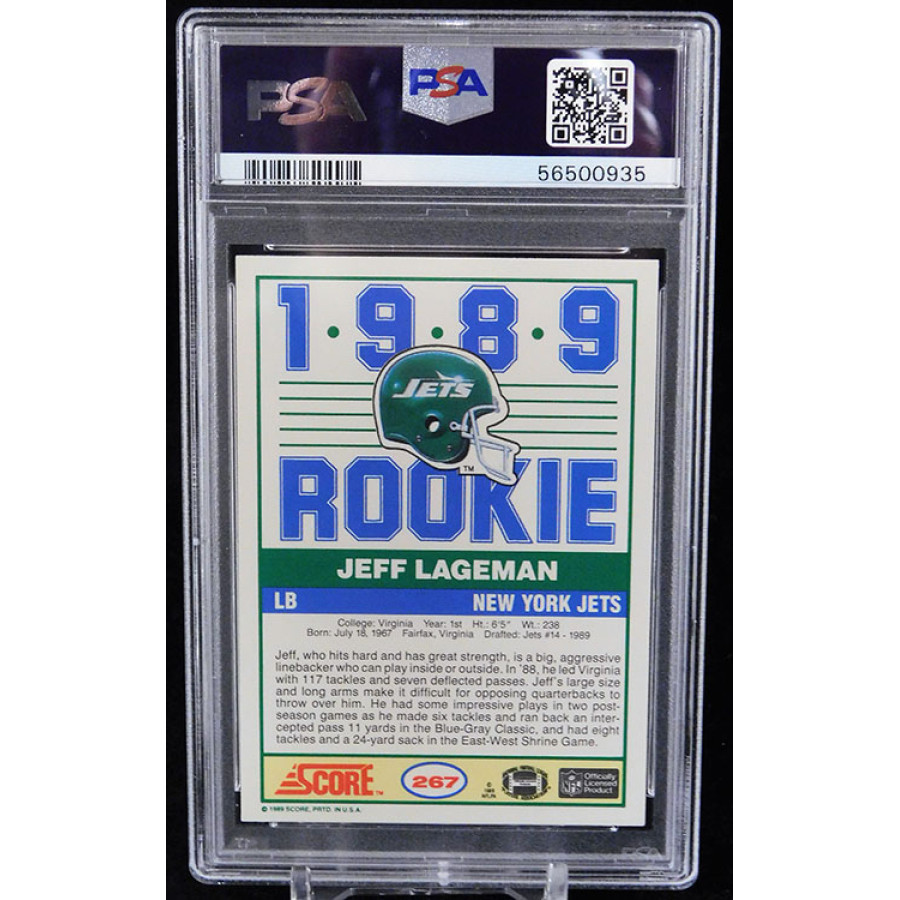 PSA
PSA
56500935
1·9·8·9
JETS
TM
ROOKIE
JEFF LAGEMAN
LB NEW YORK JETS
College: Virginia Year: 1st Ht.: 6'5" Wt.: 238
Born: July 18, 1967 Fairfax, Virginia Drafted: Jets #14 - 1989
Jeff, who hits hard and has great strength, is a big, aggressive
linebacker who can play inside or outside. In '88, he led Virginia
with 117 tackles and seven deflected passes. Jeff's large size
and long arms make it difficult for opposing quarterbacks to
throw over him. He had some impressive plays in two post-
season games as he made six tackles and ran back an inter-
cepted pass 11 yards in the Blue-Gray Classic, and had eight
tackles and a 24-yard sack in the East-West Shrine Game.
SCORE TM 267 Officially
Licensed
Product
© 1989 SCORE, PRTD. IN U.S.A.